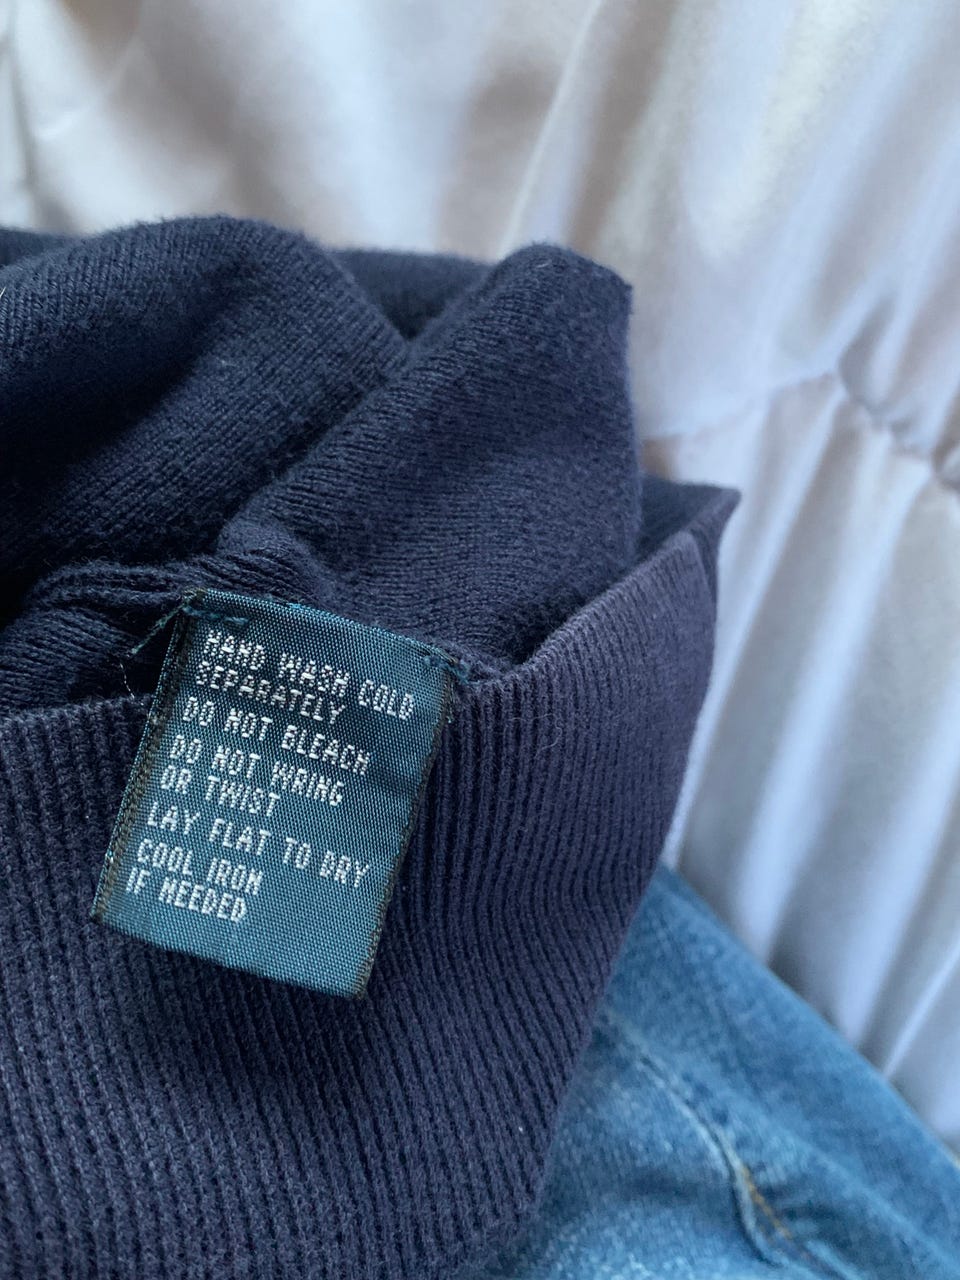 HAND WASH COLD
SEPARATELY
DO NOT BLEACH
DO NOT WRING
OR TWIST
LAY FLAT TO DRY
COOL IRON
IF NEEDED